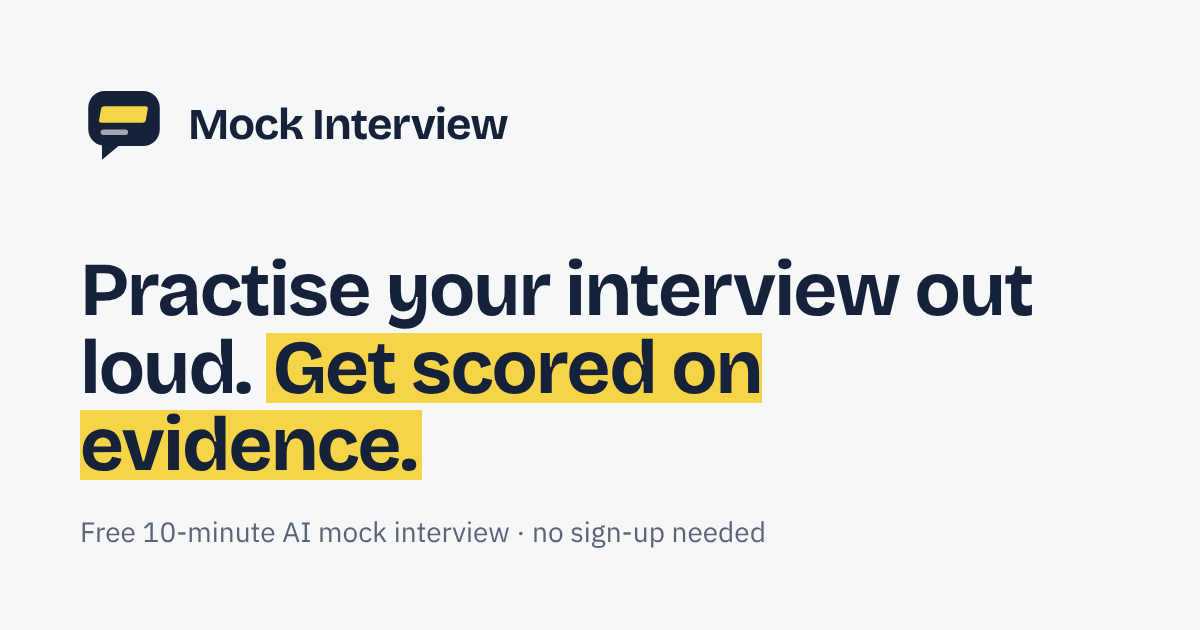 Mock Interview
Practise your interview out
loud. Get scored on
evidence.
Free 10-minute AI mock interview · no sign-up needed